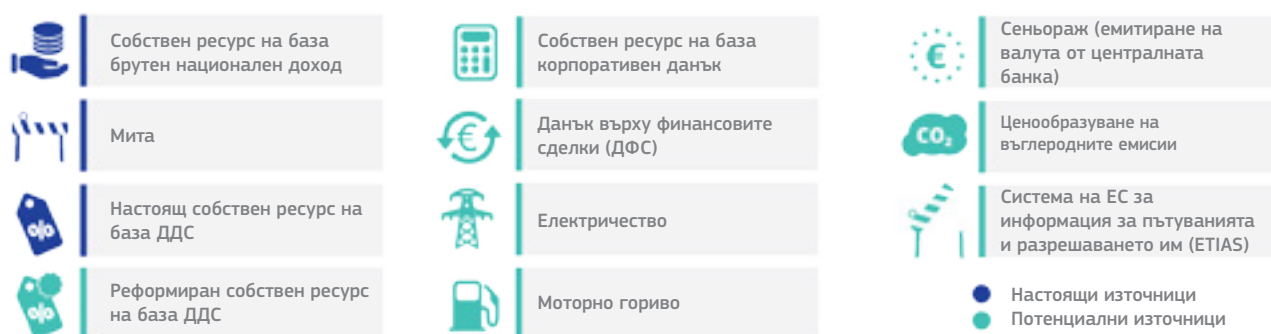 Собствен ресурс на база
брутен национален доход
Мита
Настоящ собствен ресурс на
база ДДС
Реформиран собствен ресурс
на база ДДС
Собствен ресурс на база
корпоративен данък
Данък върху финансовите
сделки (ДФС)
Електричество
Моторно гориво
Сеньораж (емитиране на
валута от централната
банка)
CO₂
Ценообразуване на
въглеродните емисии
Система на ЕС за
информация за пътуванията
и разрешаването им (ETIAS)
Настоящи източници
Потенциални източници